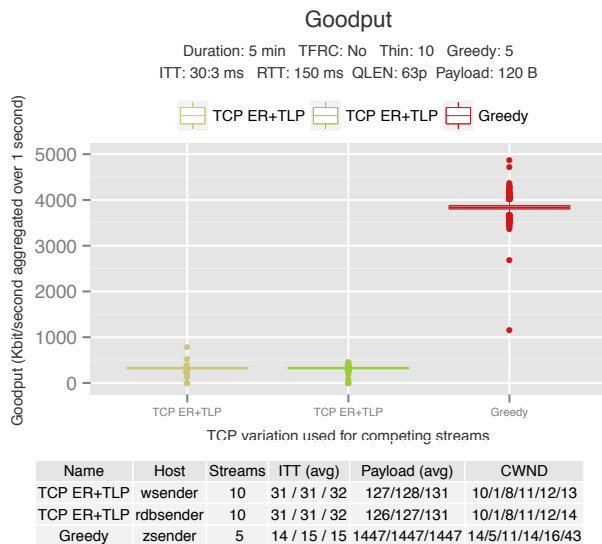 Goodput
Duration: 5 min TFRC: No Thin: 10 Greedy: 5
ITT: 30:3 ms RTT: 150 ms QLEN: 63p Payload: 120 B
TCP ER+TLP TCP ER+TLP Greedy
Goodput (Kbit/second aggregated over 1 second)
5000
4000
3000
2000
1000
0
TCP ER+TLP TCP ER+TLP Greedy
TCP variation used for competing streams
Name Host Streams ITT (avg) Payload (avg) CWND
TCP ER+TLP wsender 10 31 / 31 / 32 127/128/131 10/1/8/11/12/13
TCP ER+TLP rdbsender 10 31 / 31 / 32 126/127/131 10/1/8/11/12/14
Greedy zsender 5 14 / 15 / 15 1447/1447/1447 14/5/11/14/16/43